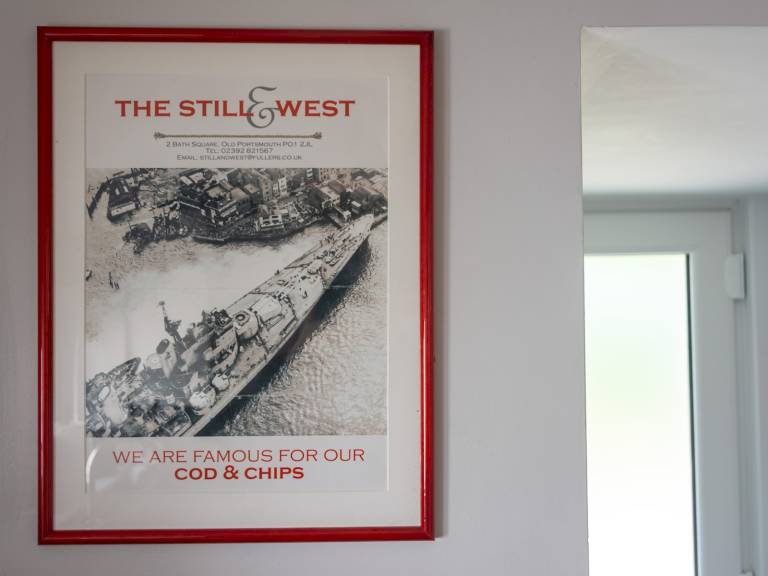 THE STILL & WEST
2 Bath Square, Old Portsmouth PO1 2JL
Tel. 02392 821567
Email. stillandwest@fullers.co.uk
WE ARE FAMOUS FOR OUR
COD & CHIPS